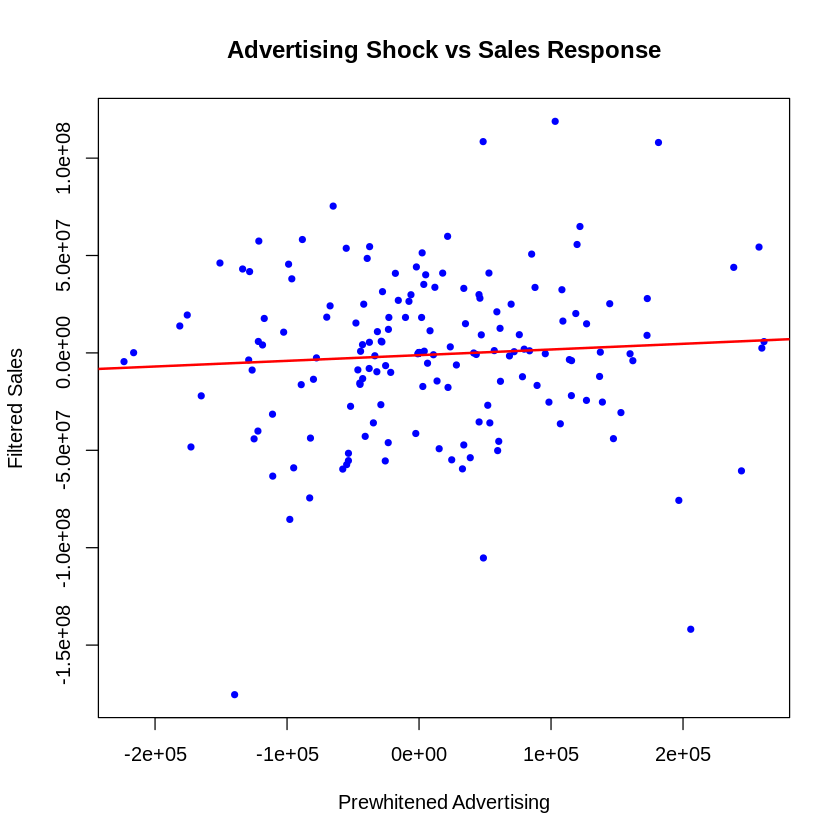 Advertising Shock vs Sales Response
Filtered Sales
1.0e+08
5.0e+07
0.0e+00
-5.0e+07
-1.0e+08
-1.5e+08
-2e+05 -1e+05 0e+00 1e+05 2e+05
Prewhitened Advertising